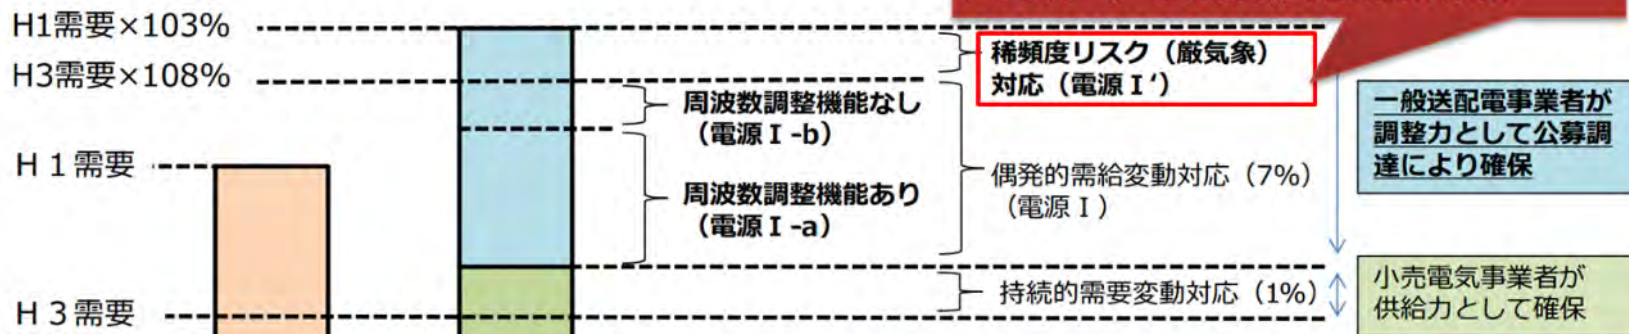 H1需要×103%
H3需要×108%
H１需要
H３需要
周波数調整機能なし
（電源Ⅰ-b）
周波数調整機能あり
（電源Ⅰ-a）
稀頻度リスク（厳気象）
対応（電源Ⅰ‘）
偶発的需給変動対応（7%）
（電源Ⅰ）
持続的需要変動対応（1%）
一般送配電事業者が
調整力として公募調
達により確保
小売電気事業者が
供給力として確保